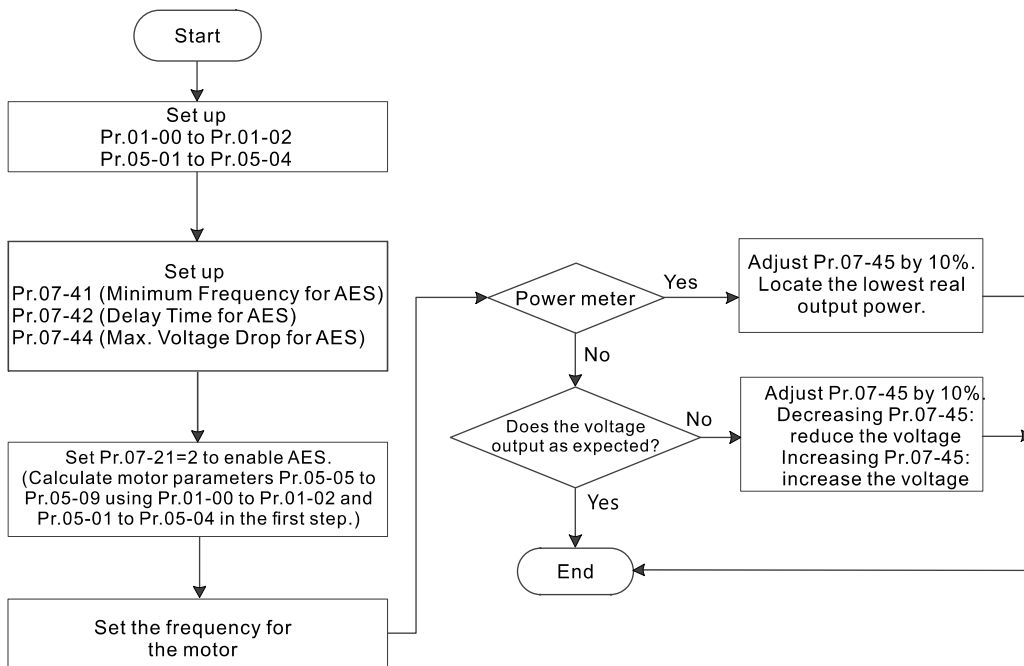 Start
Set up
Pr.01-00 to Pr.01-02
Pr.05-01 to Pr.05-04
Set up
Pr.07-41 (Minimum Frequency for AES)
Pr.07-42 (Delay Time for AES)
Pr.07-44 (Max. Voltage Drop for AES)
Set Pr.07-21=2 to enable AES.
(Calculate motor parameters Pr.05-05 to
Pr.05-09 using Pr.01-00 to Pr.01-02 and
Pr.05-01 to Pr.05-04 in the first step.)
Set the frequency for
the motor
Power meter
Yes
Adjust Pr.07-45 by 10%.
Locate the lowest real
output power.
No
Does the voltage
output as expected?
No
Adjust Pr.07-45 by 10%.
Decreasing Pr.07-45:
reduce the voltage
Increasing Pr.07-45:
increase the voltage
Yes
End